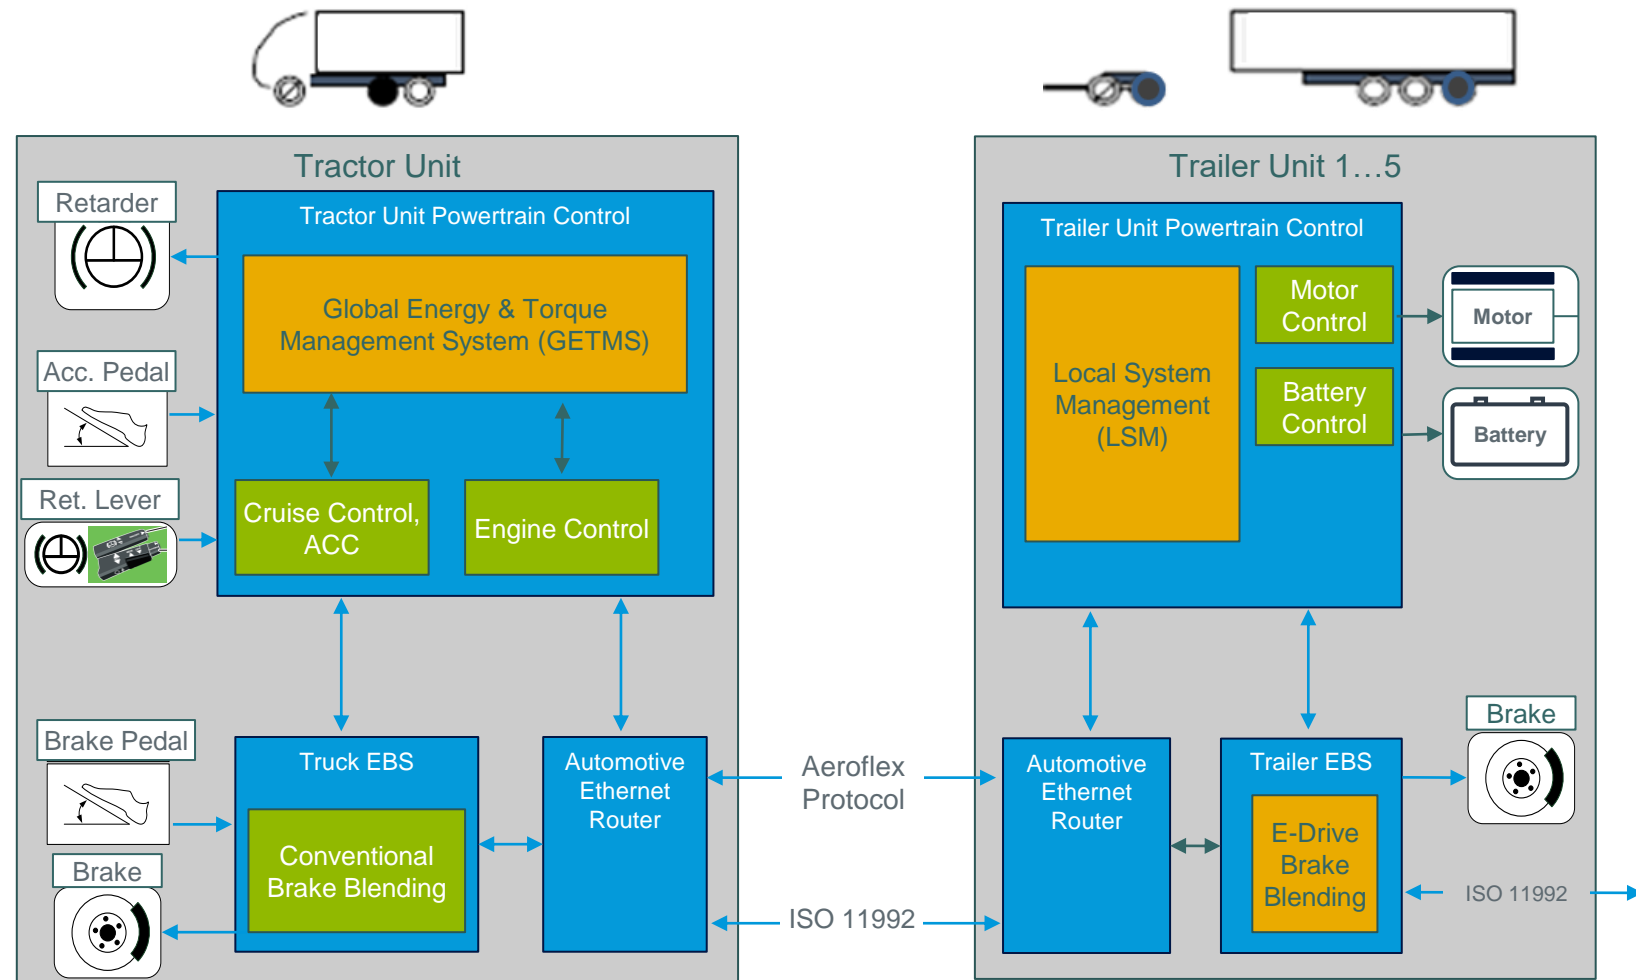 Tractor Unit
Retarder
Tractor Unit Powertrain Control
Global Energy & Torque
Management System (GETMS)
Acc. Pedal
Ret. Lever
Cruise Control,
ACC
Engine Control
Brake Pedal
Truck EBS
Conventional
Brake Blending
Brake
Automotive
Ethernet
Router
Aeroflex
Protocol
ISO 11992
Trailer Unit 1…5
Trailer Unit Powertrain Control
Local System
Management
(LSM)
Motor
Control
Motor
Battery
Control
Battery
Automotive
Ethernet
Router
Trailer EBS
E-Drive
Brake
Blending
Brake
ISO 11992